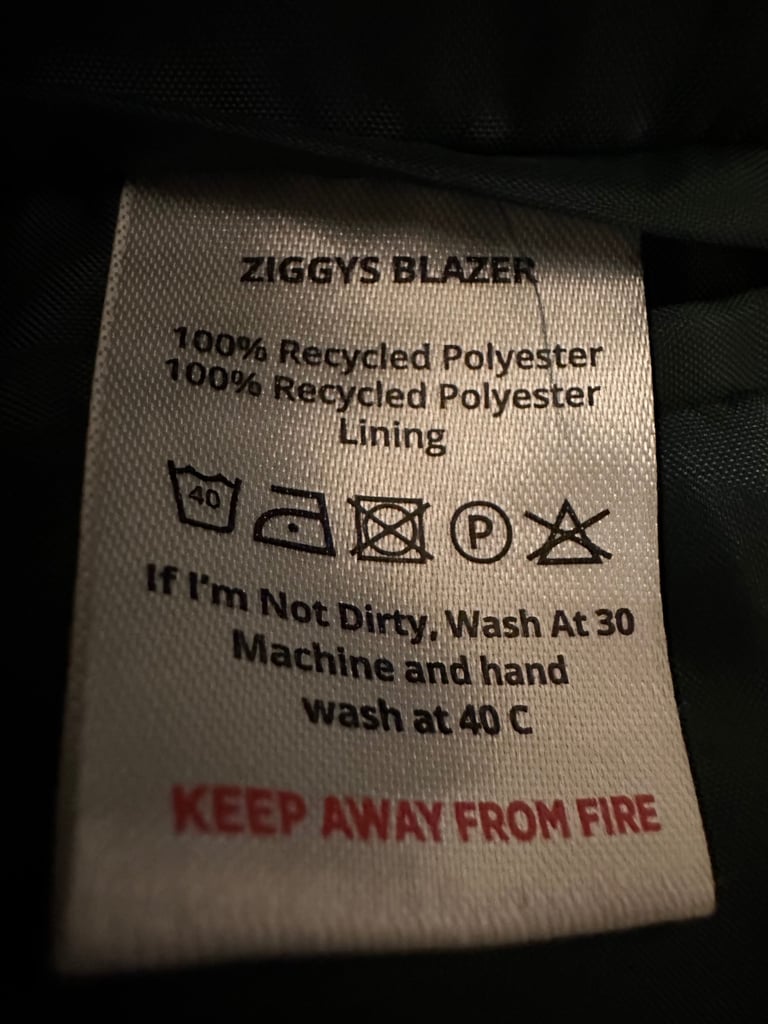 ZIGGYS BLAZER
100% Recycled Polyester
100% Recycled Polyester
Lining
40
P
If I'm Not Dirty, Wash At 30
Machine and hand
wash at 40 C
KEEP AWAY FROM FIRE